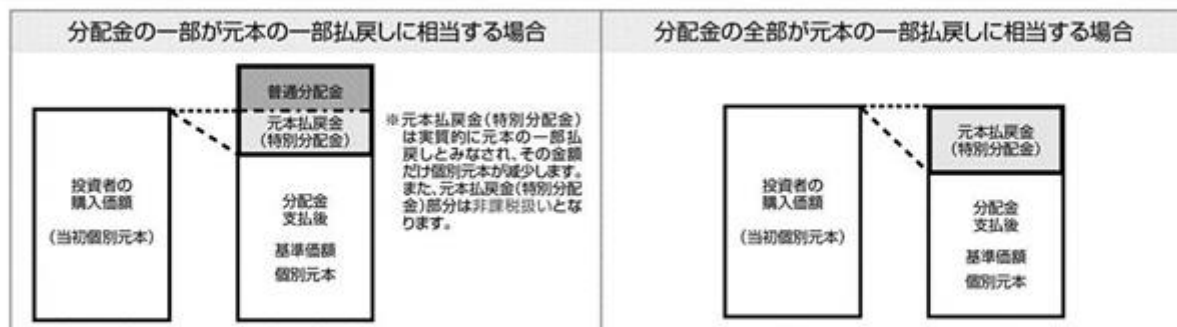 分配金の一部が元本の一部払戻しに相当する場合
普通分配金
元本払戻金
(特別分配金)
投資者の
購入価額
(当初個別元本)
分配金
支払後
基準価額
個別元本
※元本払戻金(特別分配金)
は実質的に元本の一部払
戻しとみなされ、その金額
だけ個別元本が減少します。
また、元本払戻金(特別分配
金)部分は非課税扱いとな
ります。
分配金の全部が元本の一部払戻しに相当する場合
元本払戻金
(特別分配金)
投資者の
購入価額
(当初個別元本)
分配金
支払後
基準価額
個別元本